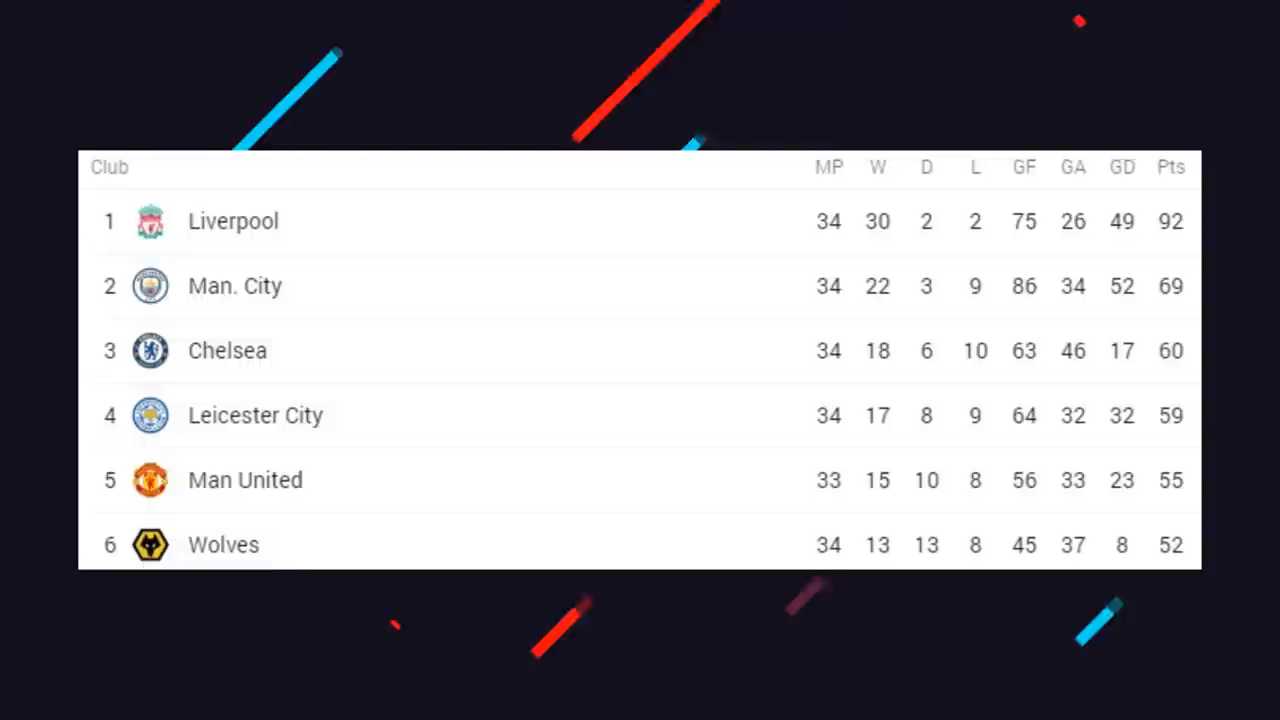 Club MP W D L GF GA GD Pts
1 Liverpool 34 30 2 2 75 26 49 92
2 Man. City 34 22 3 9 86 34 52 69
3 Chelsea 34 18 6 10 63 46 17 60
4 Leicester City 34 17 8 9 64 32 32 59
5 Man United 33 15 10 8 56 33 23 55
6 Wolves 34 13 13 8 45 37 8 52